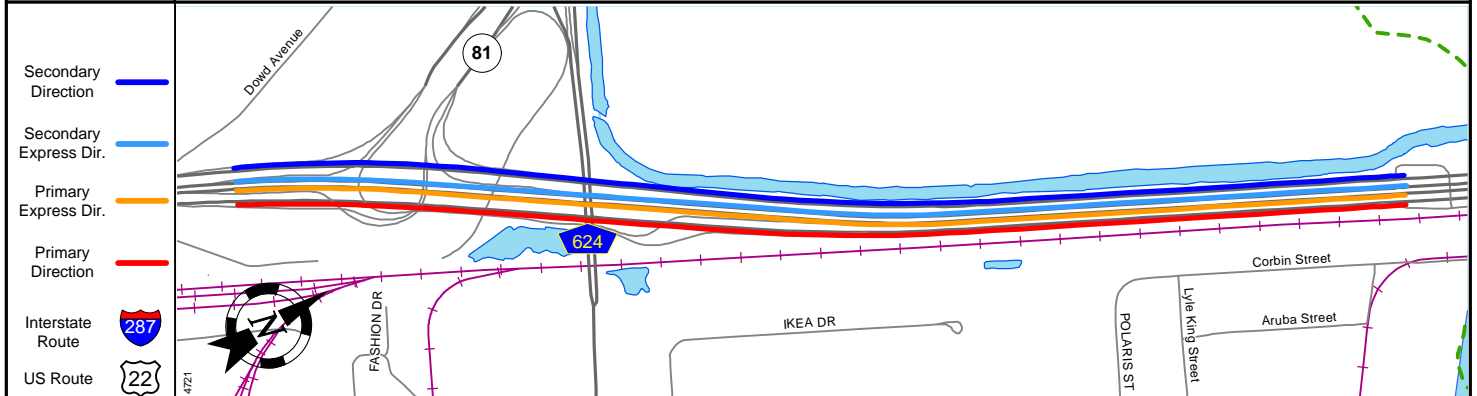 Secondary
Direction
Secondary
Express Dir.
Primary
Express Dir.
Primary
Direction
Interstate
Route
287
US Route
22
Dowd Avenue
81
624
N
4721
FASHION DR
IKEA DR
POLARIS ST
Lyle King Street
Corbin Street
Aruba Street